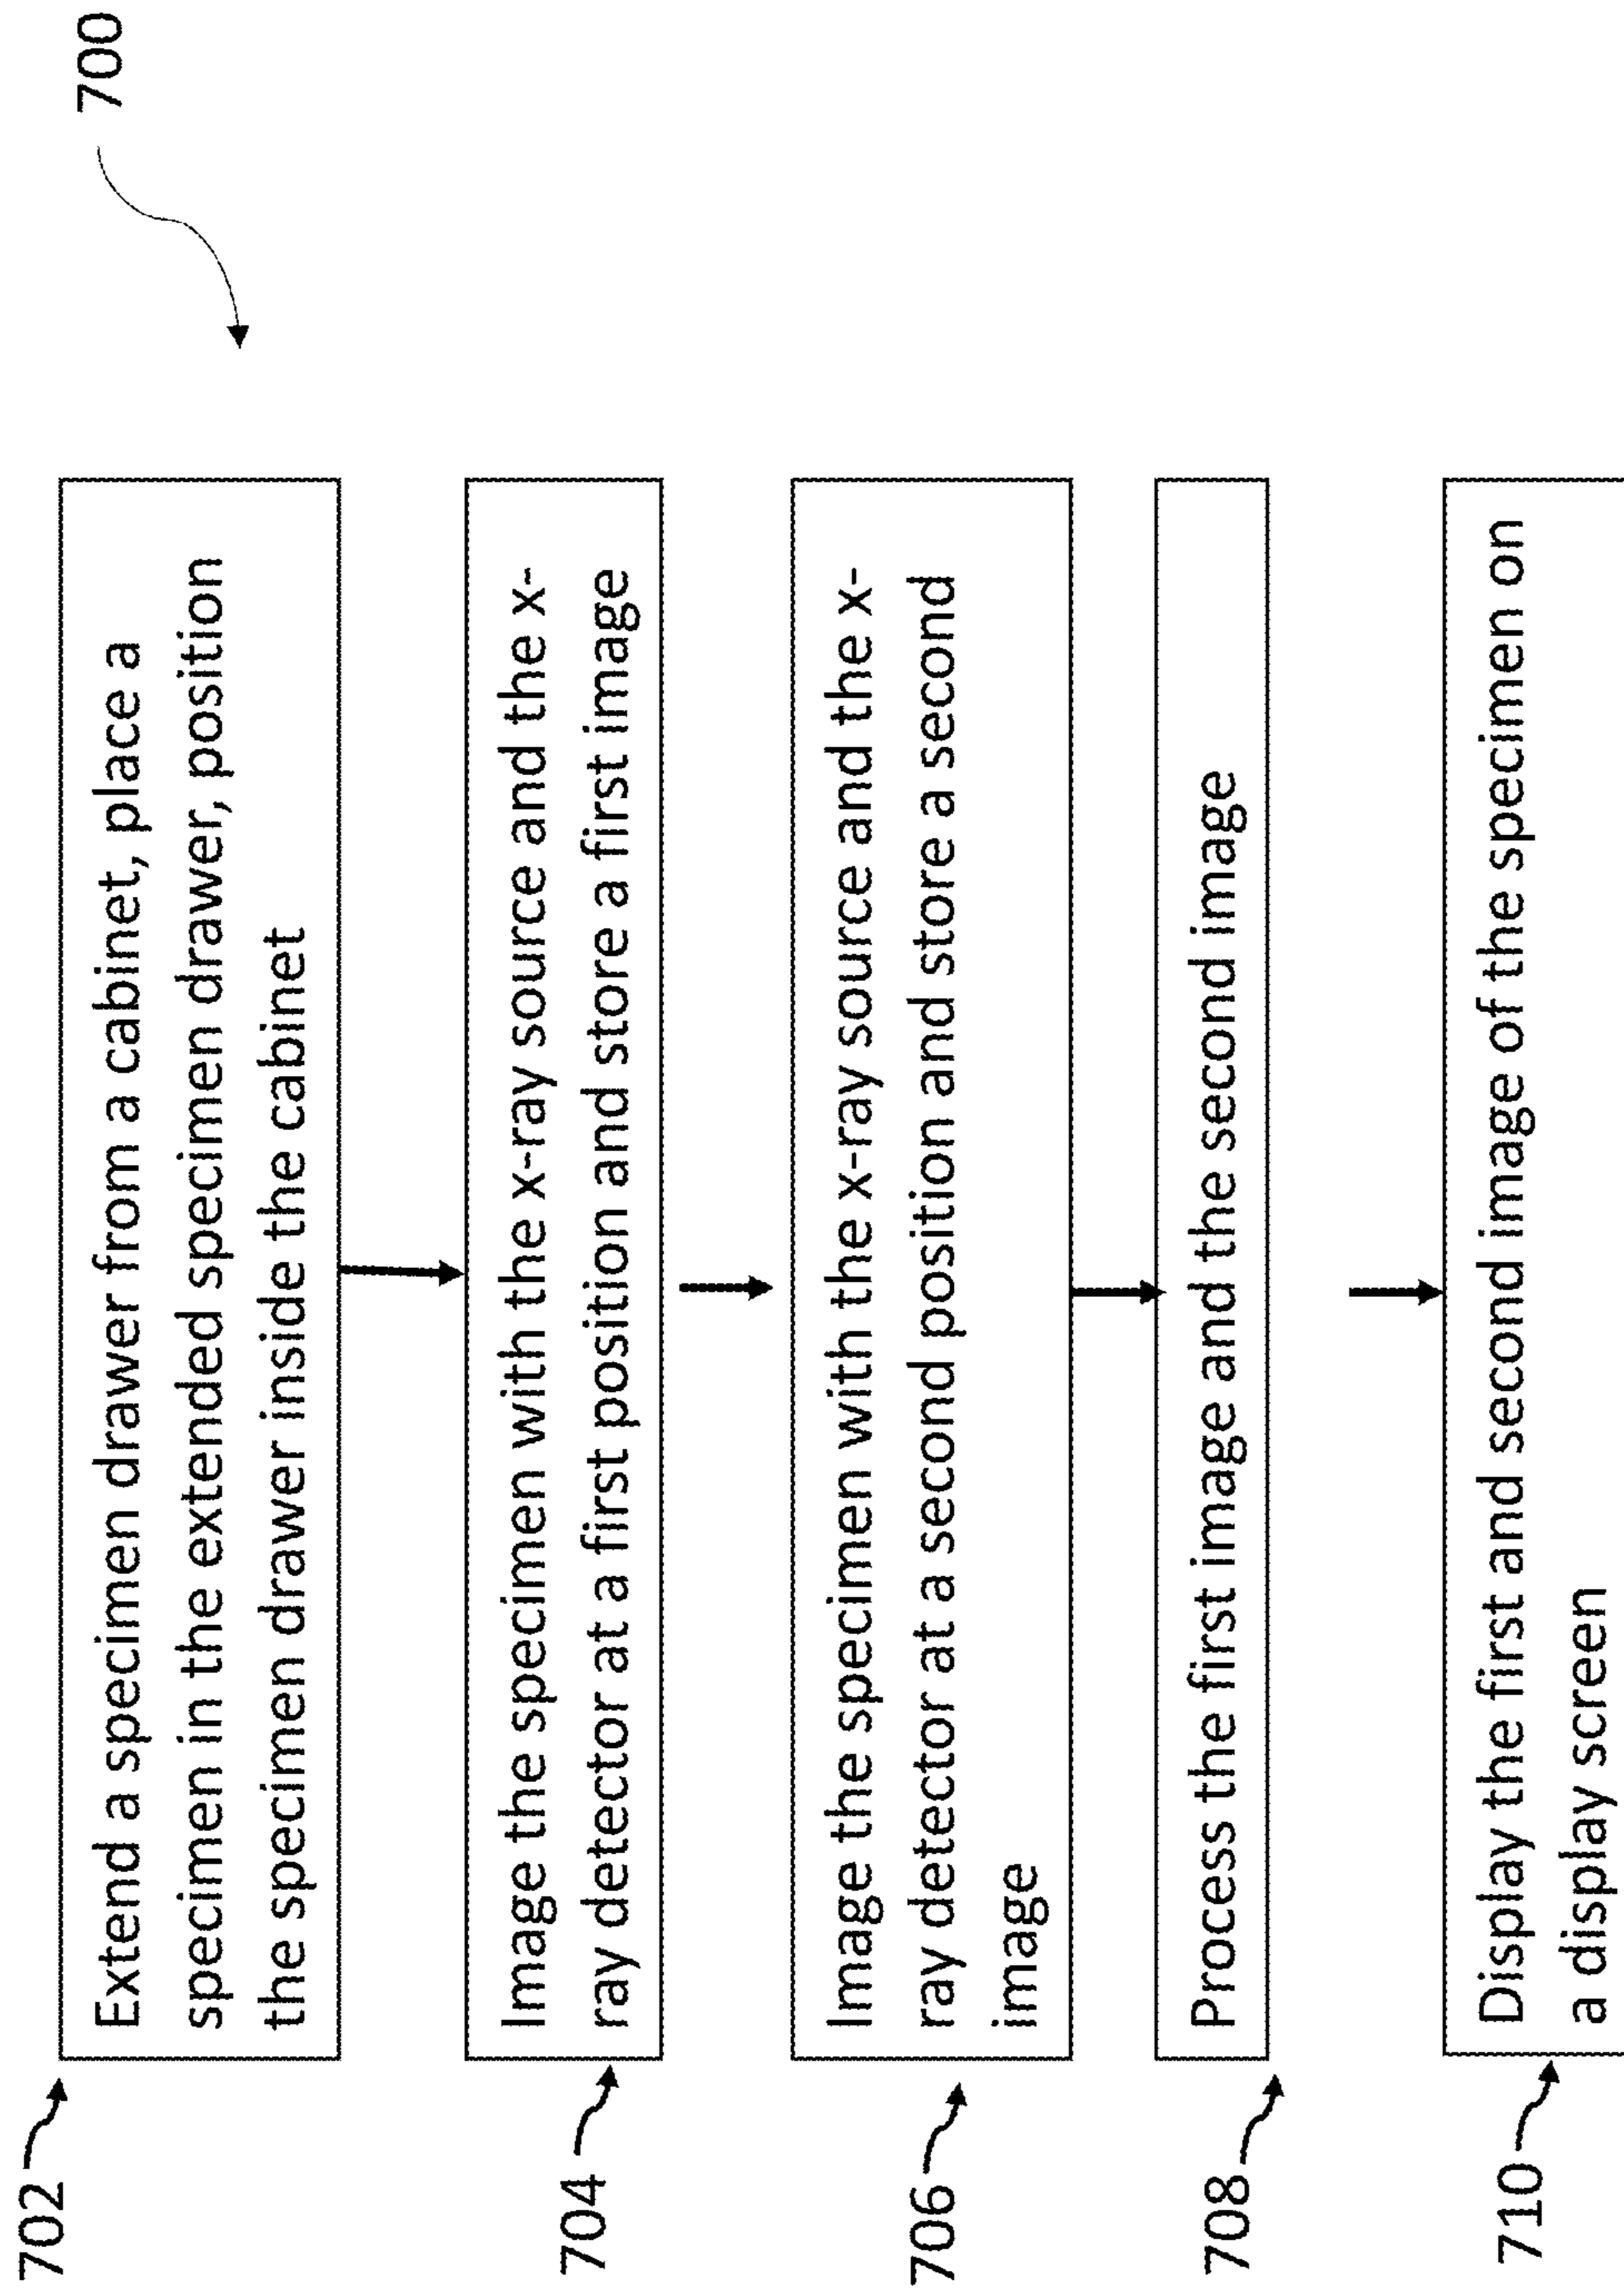 700
702
Extend a specimen drawer from a cabinet, place a
specimen in the extended specimen drawer, position
the specimen drawer inside the cabinet
704
Image the specimen with the x-ray source and the x-
ray detector at a first position and store a first image
706
Image the specimen with the x-ray source and the x-
ray detector at a second position and store a second
image
708
Process the first image and the second image
710
Display the first and second image of the specimen on
a display screen